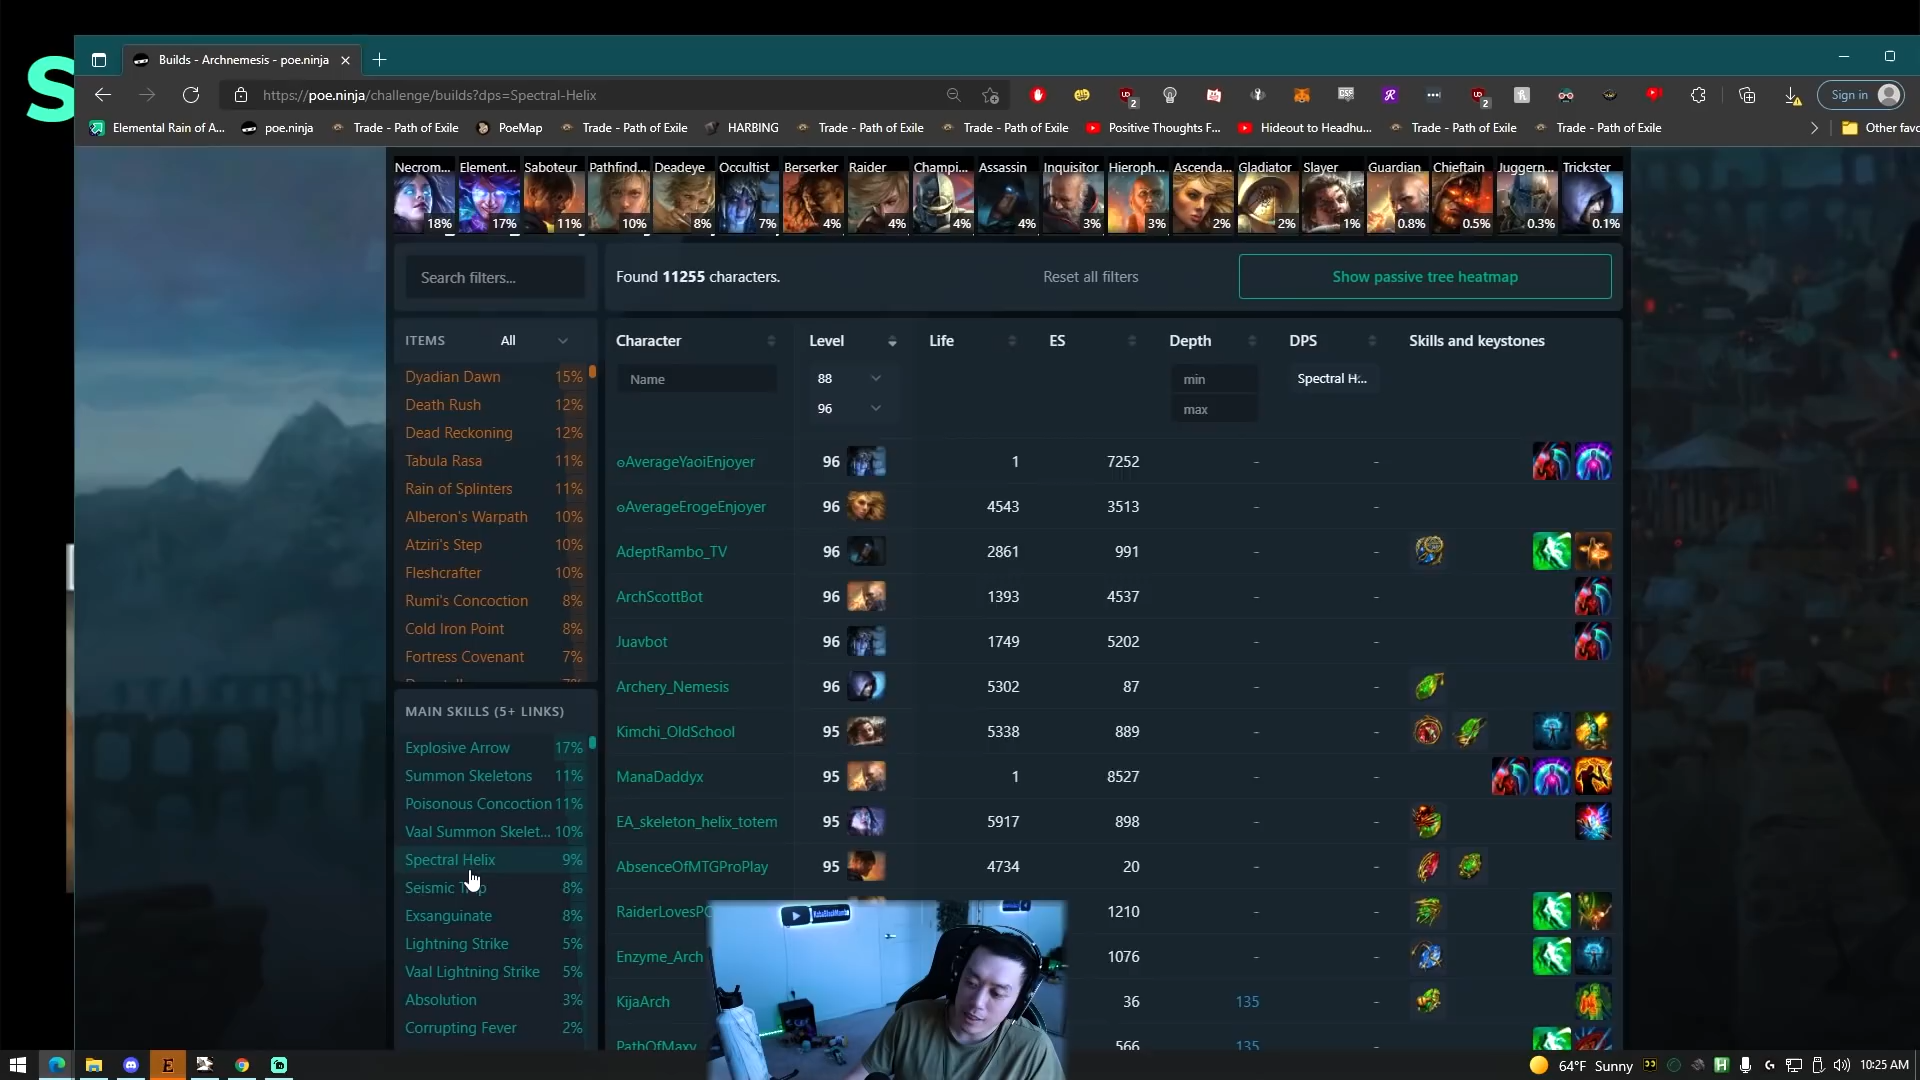 S
Builds - Archnemesis - poe.ninja
https://poe.ninja/challenge/builds?dps=Spectral-Helix
Sign in
Elemental Rain of A...
poe.ninja
Trade - Path of Exile
PoeMap
Trade - Path of Exile
HARBING
Trade - Path of Exile
Trade - Path of Exile
Positive Thoughts F...
Hideout to Headhu...
Trade - Path of Exile
Trade - Path of Exile
Other favo
Necrom... Element... Saboteur Pathfind... Deadeye Occultist Berserker Raider Champi... Assassin Inquisitor Hieroph... Ascenda... Gladiator Slayer Guardian Chieftain Juggern... Trickster
18% 17% 11% 10% 8% 7% 4% 4% 4% 4% 3% 3% 2% 2% 1% 0.8% 0.5% 0.3% 0.1%
Search filters...
Found 11255 characters.
Reset all filters
Show passive tree heatmap
ITEMS All
Dyadian Dawn 15%
Death Rush 12%
Dead Reckoning 12%
Tabula Rasa 11%
Rain of Splinters 11%
Alberon's Warpath 10%
Atziri's Step 10%
Fleshcrafter 10%
Rumi's Concoction 8%
Cold Iron Point 8%
Fortress Covenant 7%
MAIN SKILLS (5+ LINKS)
Explosive Arrow 17%
Summon Skeletons 11%
Poisonous Concoction 11%
Vaal Summon Skelet... 10%
Spectral Helix 9%
Seismic Trap 8%
Exsanguinate 8%
Lightning Strike 5%
Vaal Lightning Strike 5%
Absolution 3%
Corrupting Fever 2%
Character Level Life ES Depth DPS Skills and keystones
Name 88 min Spectral H...
96 max
AverageYaoiEnjoyer 96 1 7252 - -
AverageErogeEnjoyer 96 4543 3513 - -
AdeptRambo_TV 96 2861 991 - -
ArchScottBot 96 1393 4537 - -
Juavbot 96 1749 5202 - -
Archery_Nemesis 96 5302 87 - -
Kimchi_OldSchool 95 5338 889 - -
ManaDaddyx 95 1 8527 - -
EA_skeleton_helix_totem 95 5917 898 - -
AbsenceOfMTGProPlay 95 4734 20 - -
RaiderLovesPO 1210 - -
Enzyme_Arch 1076 - -
KijaArch 36 135 -
PathOfMaxy 566 135
64°F Sunny
10:25 AM